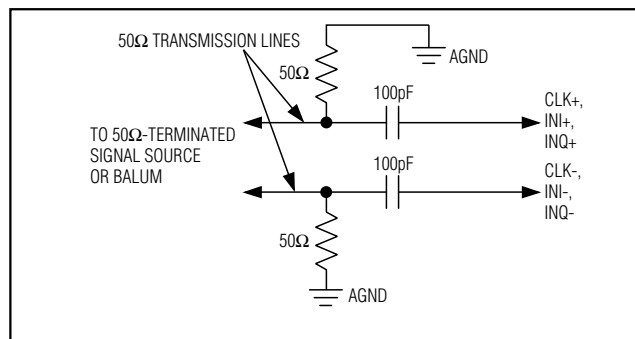 50Ω TRANSMISSION LINES
AGND
50Ω
100pF
CLK+,
INI+,
INQ+
TO 50Ω-TERMINATED
SIGNAL SOURCE
OR BALUM
100pF
CLK-,
INI-,
INQ-
50Ω
AGND